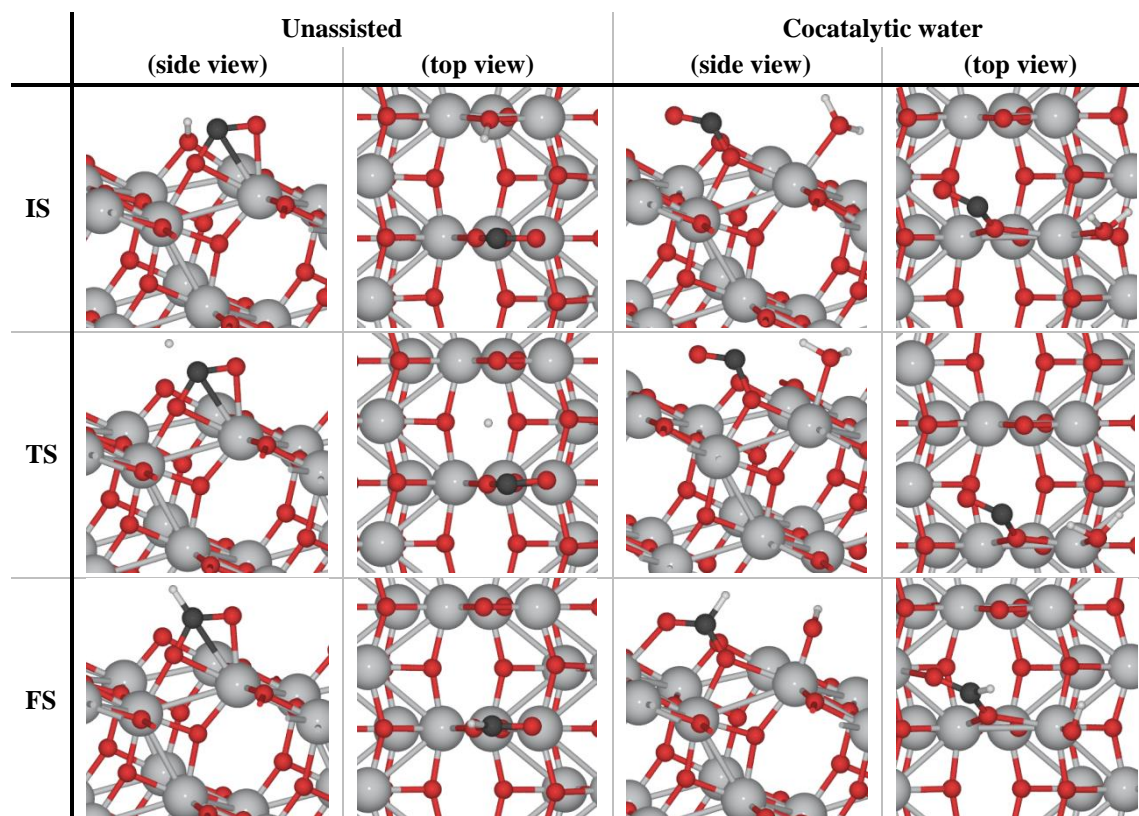 Unassisted Cocatalytic water
(side view) (top view) (side view) (top view)
IS
TS
FS